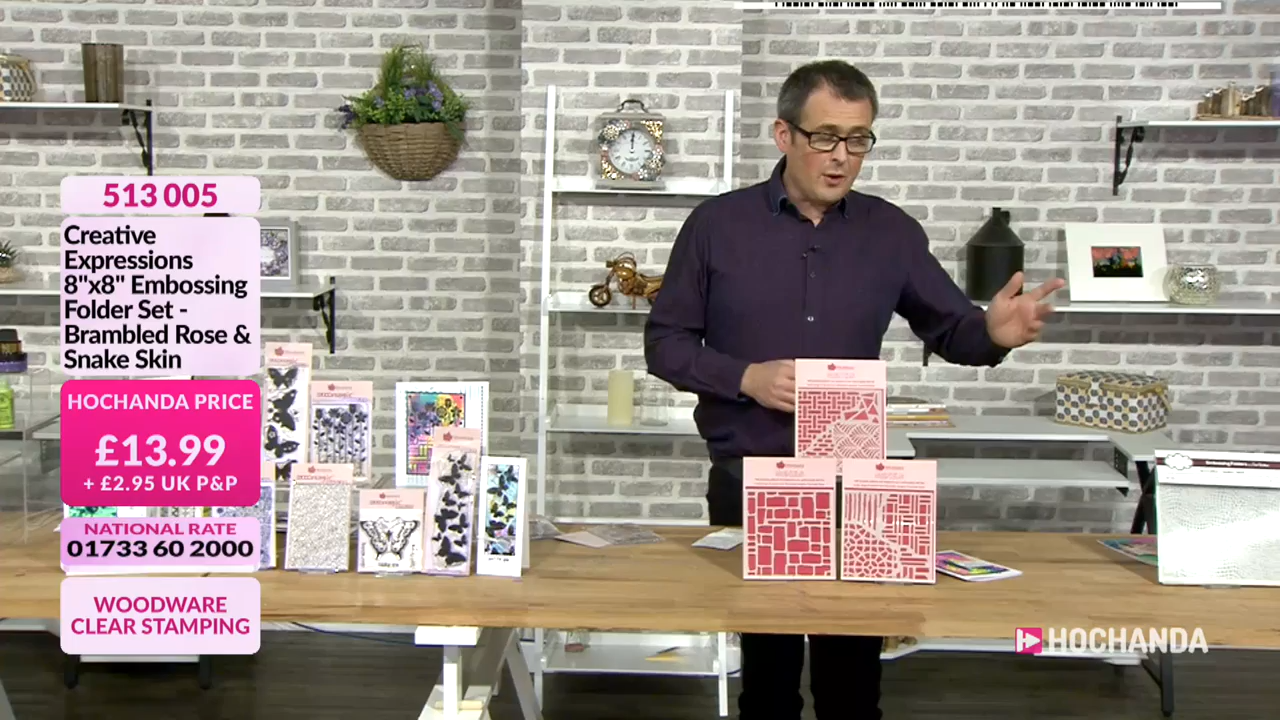 513 005
Creative
Expressions
8"x8" Embossing
Folder Set -
Brambled Rose &
Snake Skin
HOCHANDA PRICE
£13.99
+ £2.95 UK P&P
NATIONAL RATE
01733 60 2000
WOODWARE
CLEAR STAMPING
HOCHANDA